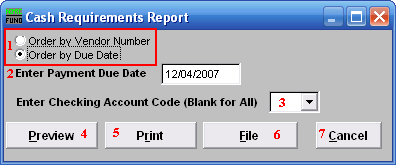 FUND Cash Requirements Report
1 Order by Vendor Number
Order by Due Date
2 Enter Payment Due Date 12/04/2007
Enter Checking Account Code (Blank for All) 3
Preview 4 5 Print File 6 7 Cancel